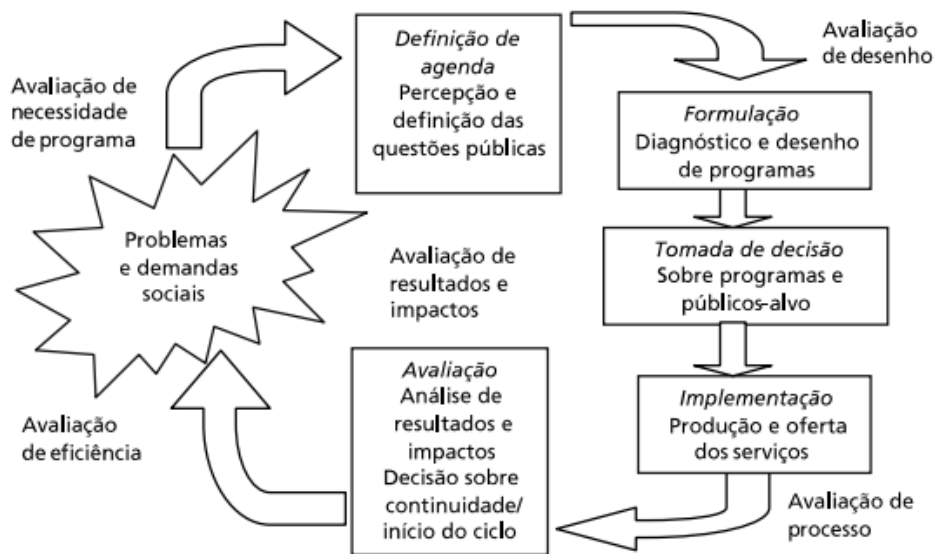 Avaliação de
necessidade
de programa
Definição de
agenda
Percepção e
definição das
questões públicas
Avaliação
de desenho
Formulação
Diagnóstico e desenho
de programas
Problemas
e demandas
sociais
Tomada de decisão
Sobre programas e
públicos-alvo
Avaliação de
resultados e
impactos
Implementação
Produção e oferta
dos serviços
Avaliação
Análise de
resultados e
impactos
Decisão sobre
continuidade/
início do ciclo
Avaliação
de eficiência
Avaliação de
processo